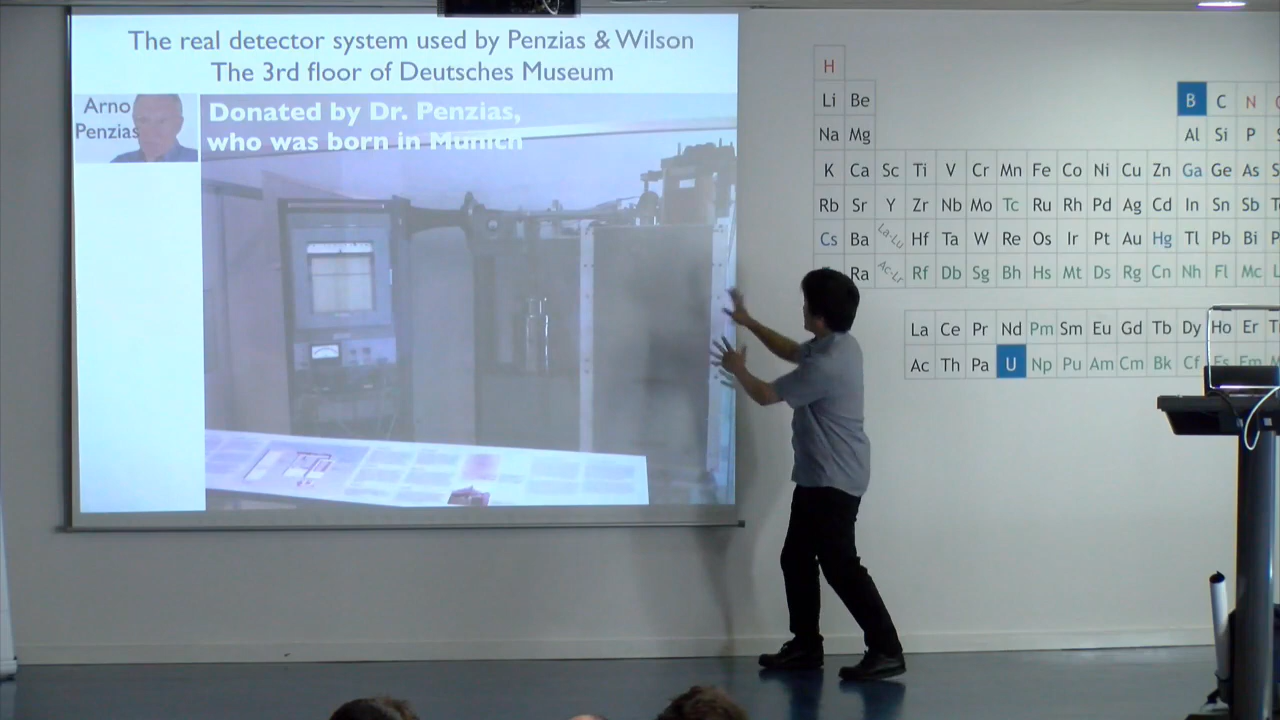 The real detector system used by Penzias & Wilson
The 3rd floor of Deutsches Museum
Arno
Penzias
Donated by Dr. Penzias,
who was born in Munich
H
Li Be B C N
Na Mg Al Si P
K Ca Sc Ti V Cr Mn Fe Co Ni Cu Zn Ga Ge As
Rb Sr Y Zr Nb Mo Tc Ru Rh Pd Ag Cd In Sn Sb
Cs Ba La-Lu Hf Ta W Re Os Ir Pt Au Hg Tl Pb Bi
Ra Ac-Lr Rf Db Sg Bh Hs Mt Ds Rg Cn Nh Fl Mc
La Ce Pr Nd Pm Sm Eu Gd Tb Dy Ho Er
Ac Th Pa U Np Pu Am Cm Bk Cf Es Fm